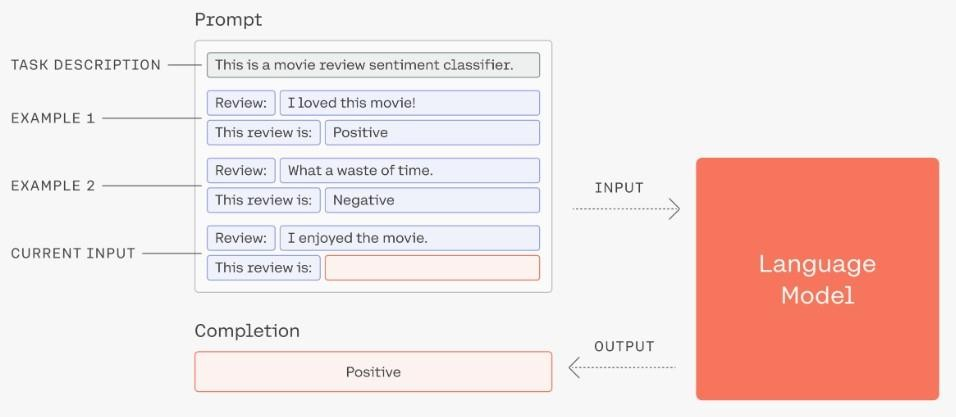 Prompt
TASK DESCRIPTION
This is a movie review sentiment classifier.
EXAMPLE 1
Review: I loved this movie!
This review is: Positive
EXAMPLE 2
Review: What a waste of time.
This review is: Negative
CURRENT INPUT
Review: I enjoyed the movie.
This review is:
INPUT
Language
Model
OUTPUT
Completion
Positive